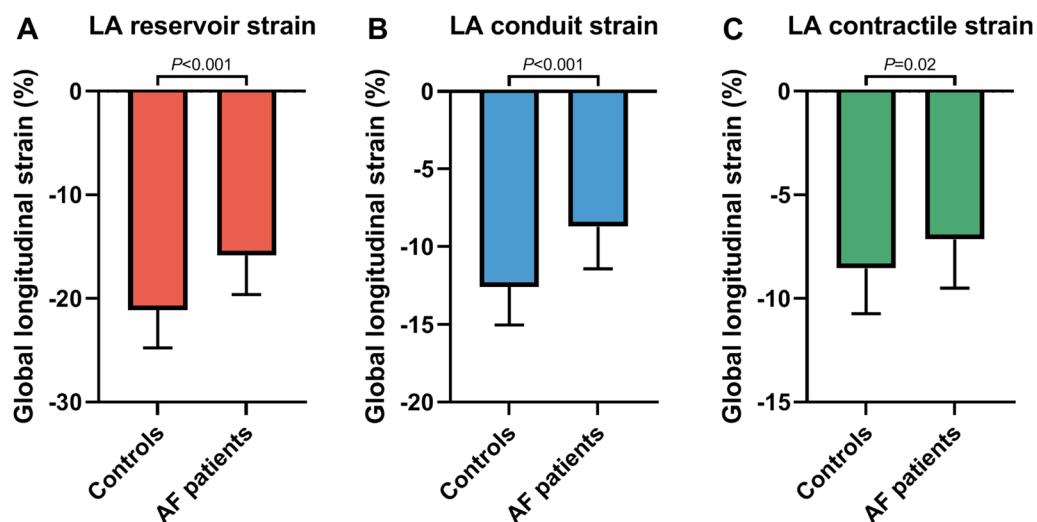 A LA reservoir strain
P<0.001
Global longitudinal strain (%)
0
-10
-20
-30
Controls
AF patients
B LA conduit strain
P<0.001
Global longitudinal strain (%)
0
-5
-10
-15
-20
Controls
AF patients
C LA contractile strain
P=0.02
Global longitudinal strain (%)
0
-5
-10
-15
Controls
AF patients